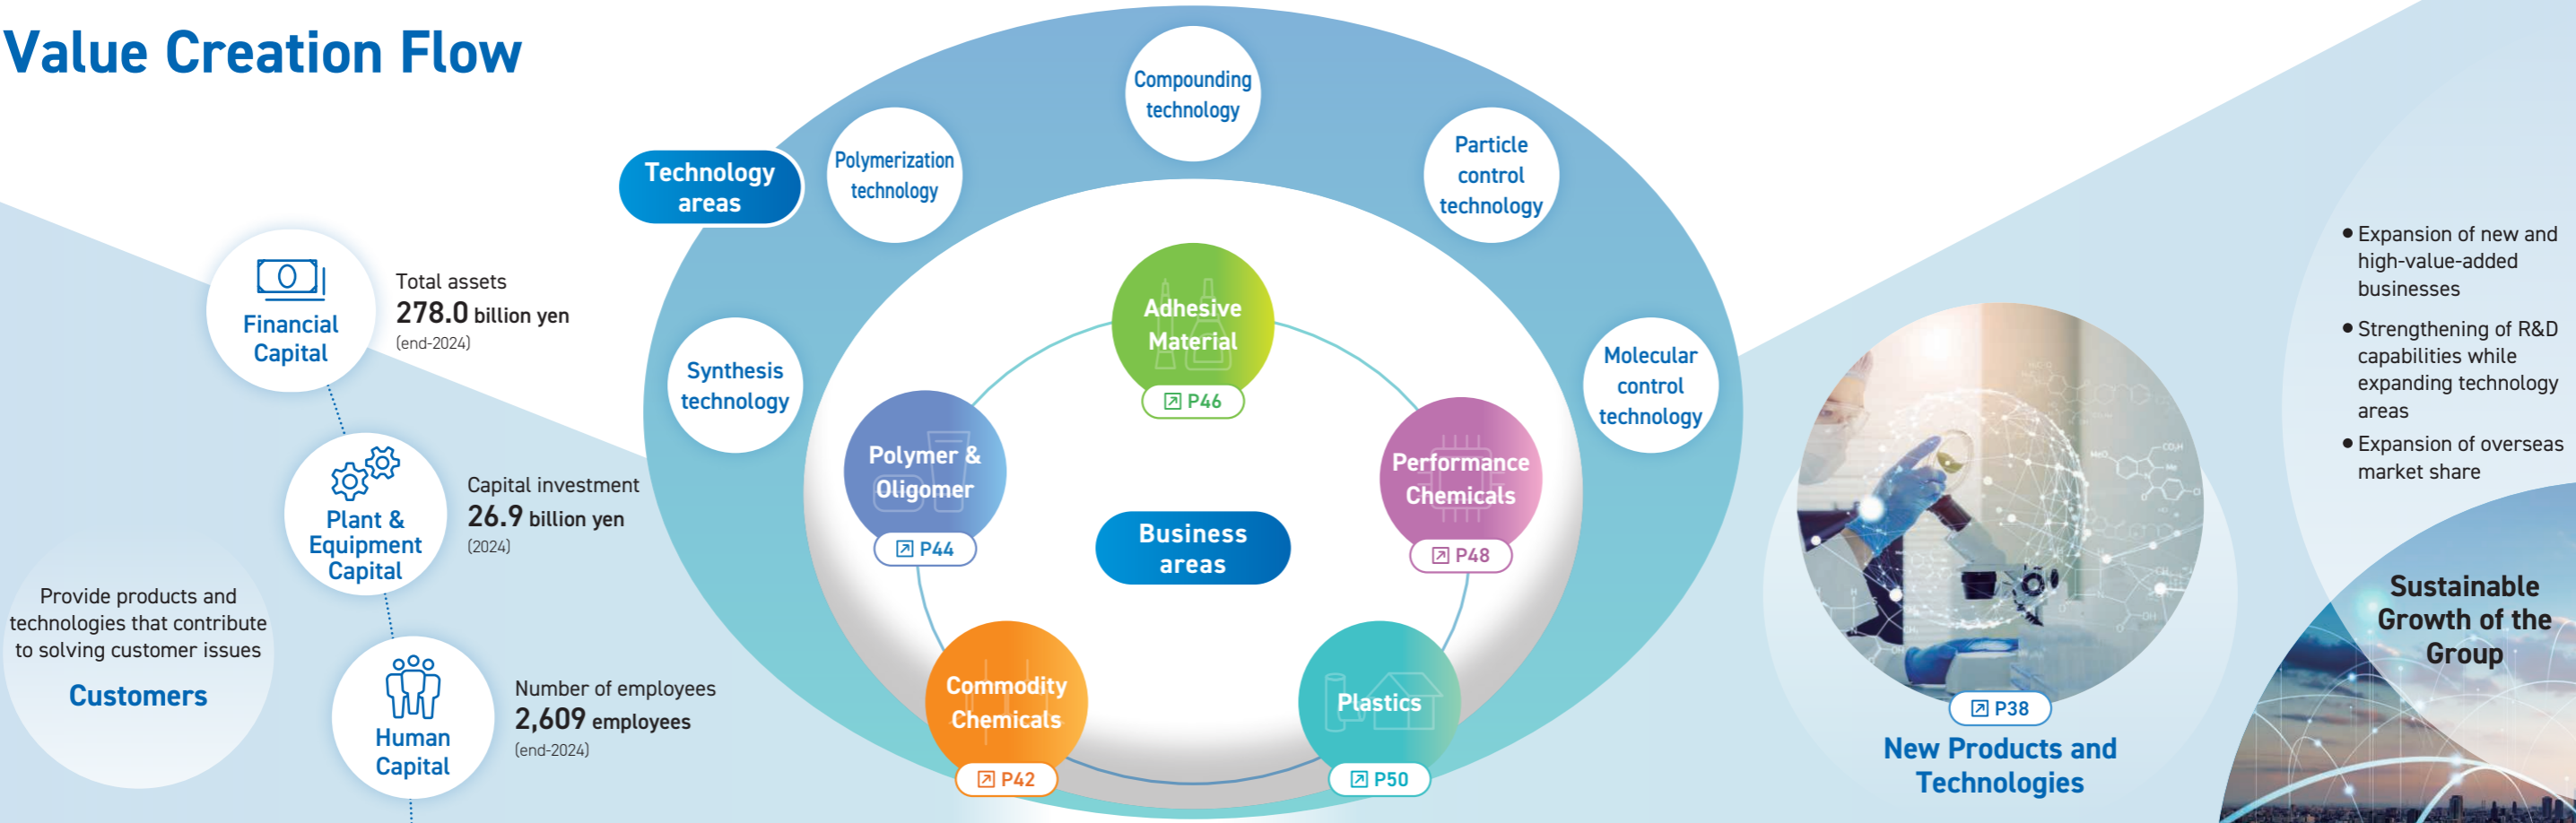 Value Creation Flow
Financial
Capital
Total assets
278.0 billion yen
(end-2024)
Plant &
Equipment
Capital
Capital investment
26.9 billion yen
(2024)
Provide products and
technologies that contribute
to solving customer issues
Customers
Human
Capital
Number of employees
2,609 employees
(end-2024)
Technology
areas
Synthesis
technology
Polymerization
technology
Compounding
technology
Particle
control
technology
Molecular
control
technology
Adhesive
Material
P46
Polymer &
Oligomer
P44
Performance
Chemicals
P48
Business
areas
Commodity
Chemicals
P42
Plastics
P50
P38
New Products and
Technologies
● Expansion of new and
high-value-added
businesses
● Strengthening of R&D
capabilities while
expanding technology
areas
● Expansion of overseas
market share
Sustainable
Growth of the
Group